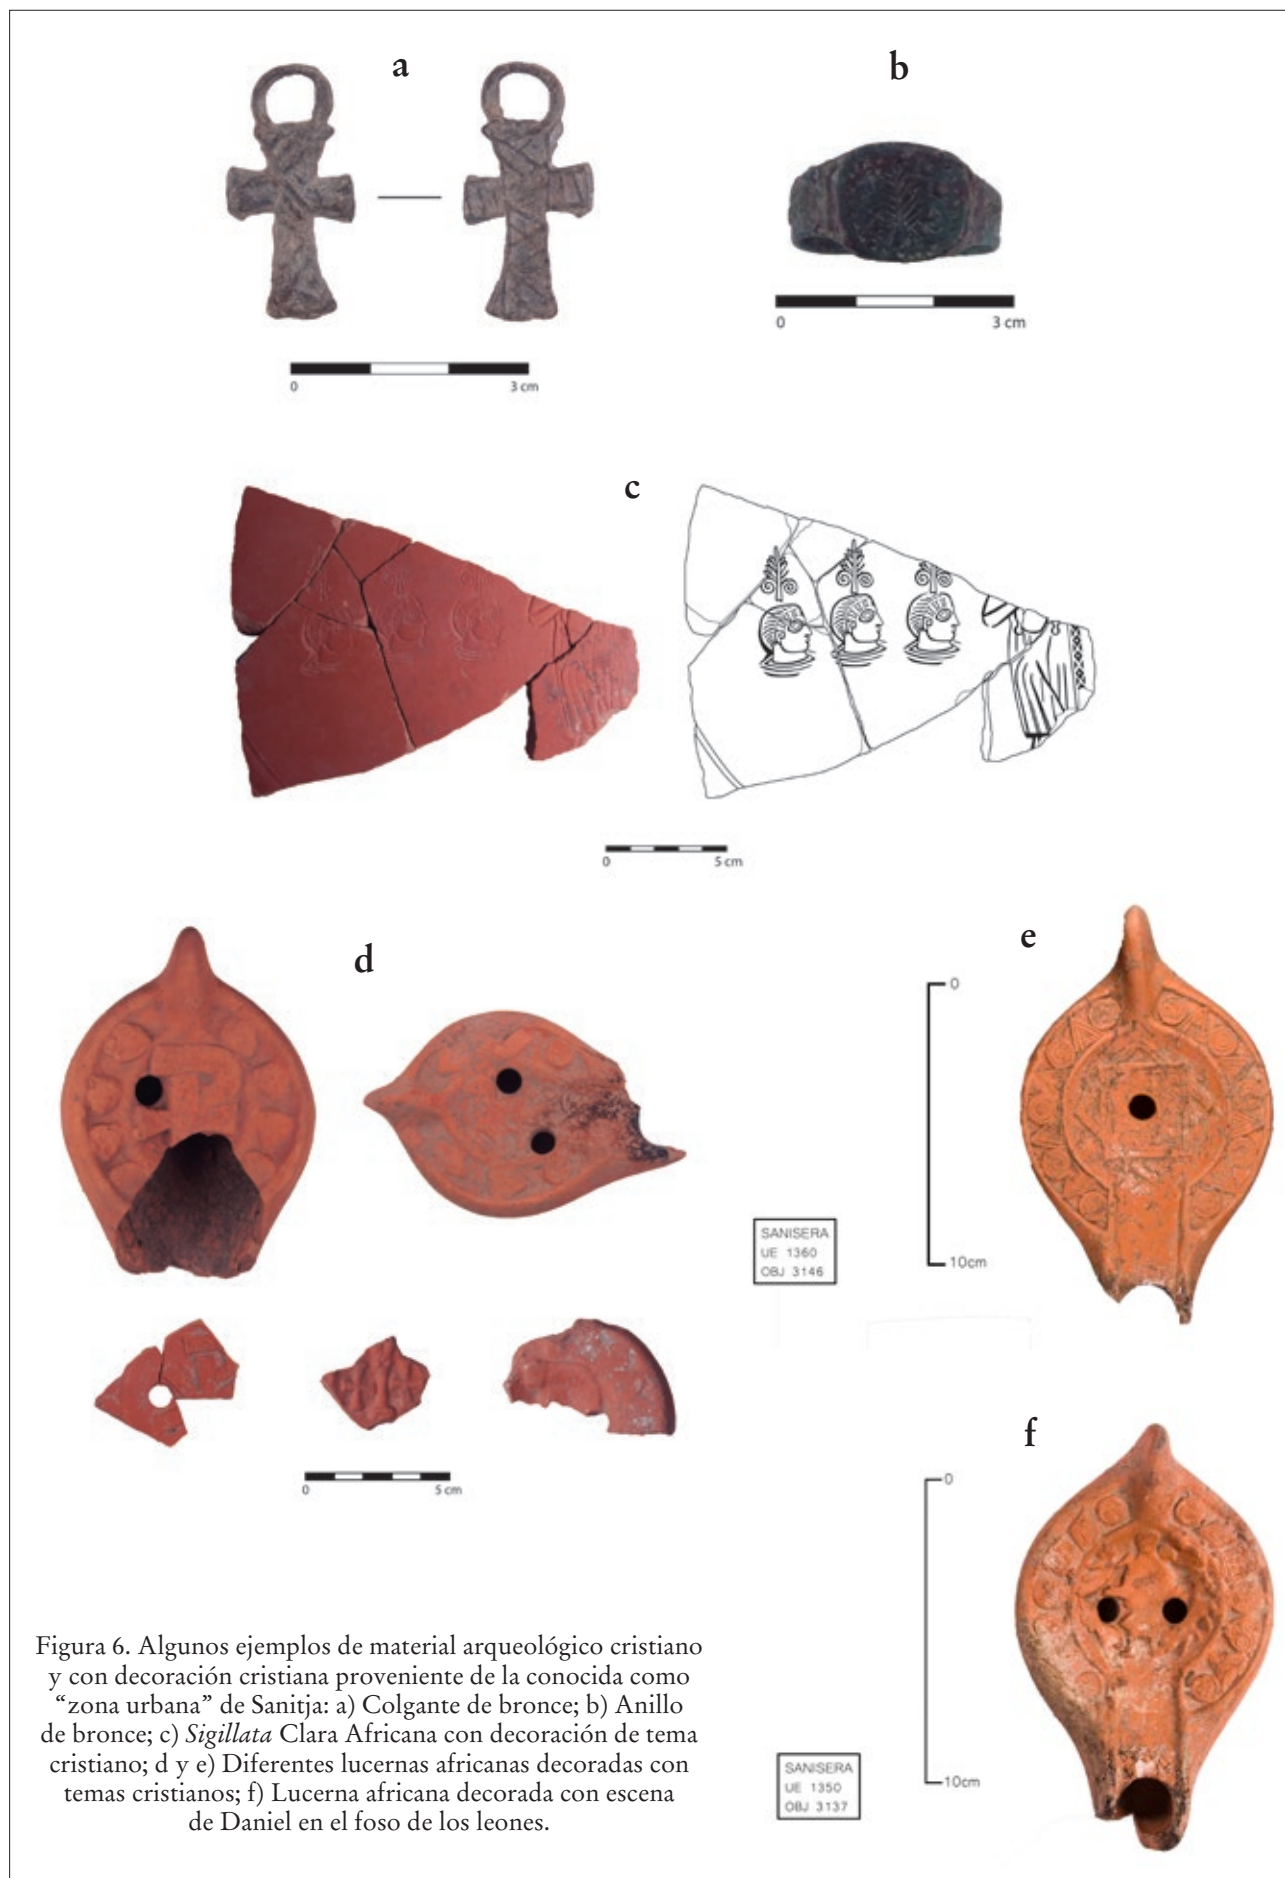 a
b
0 3 cm
0 3 cm
c
0 5 cm
d
e
0
10cm
SANISERA
UE 1360
OBJ 3146
0 5 cm
f
0
10cm
SANISERA
UE 1350
OBJ 3137
Figura 6. Algunos ejemplos de material arqueológico cristiano
y con decoración cristiana proveniente de la conocida como
“zona urbana” de Sanitja: a) Colgante de bronce; b) Anillo
de bronce; c) Sigillata Clara Africana con decoración de tema
cristiano; d y e) Diferentes lucernas africanas decoradas con
temas cristianos; f) Lucerna africana decorada con escena
de Daniel en el foso de los leones.